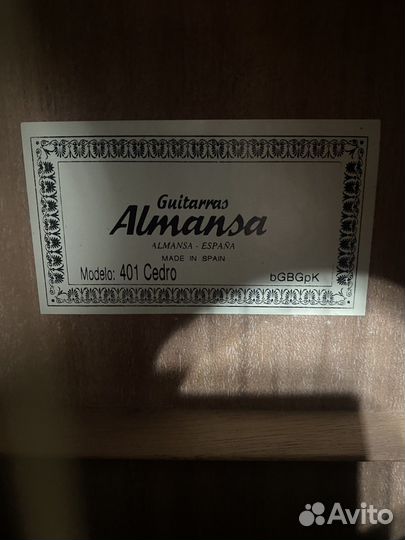 Guitarras
Almansa
ALMANSA - ESPAÑA
MADE IN SPAIN
Modelo: 401 Cedro bGBGpK
Avito